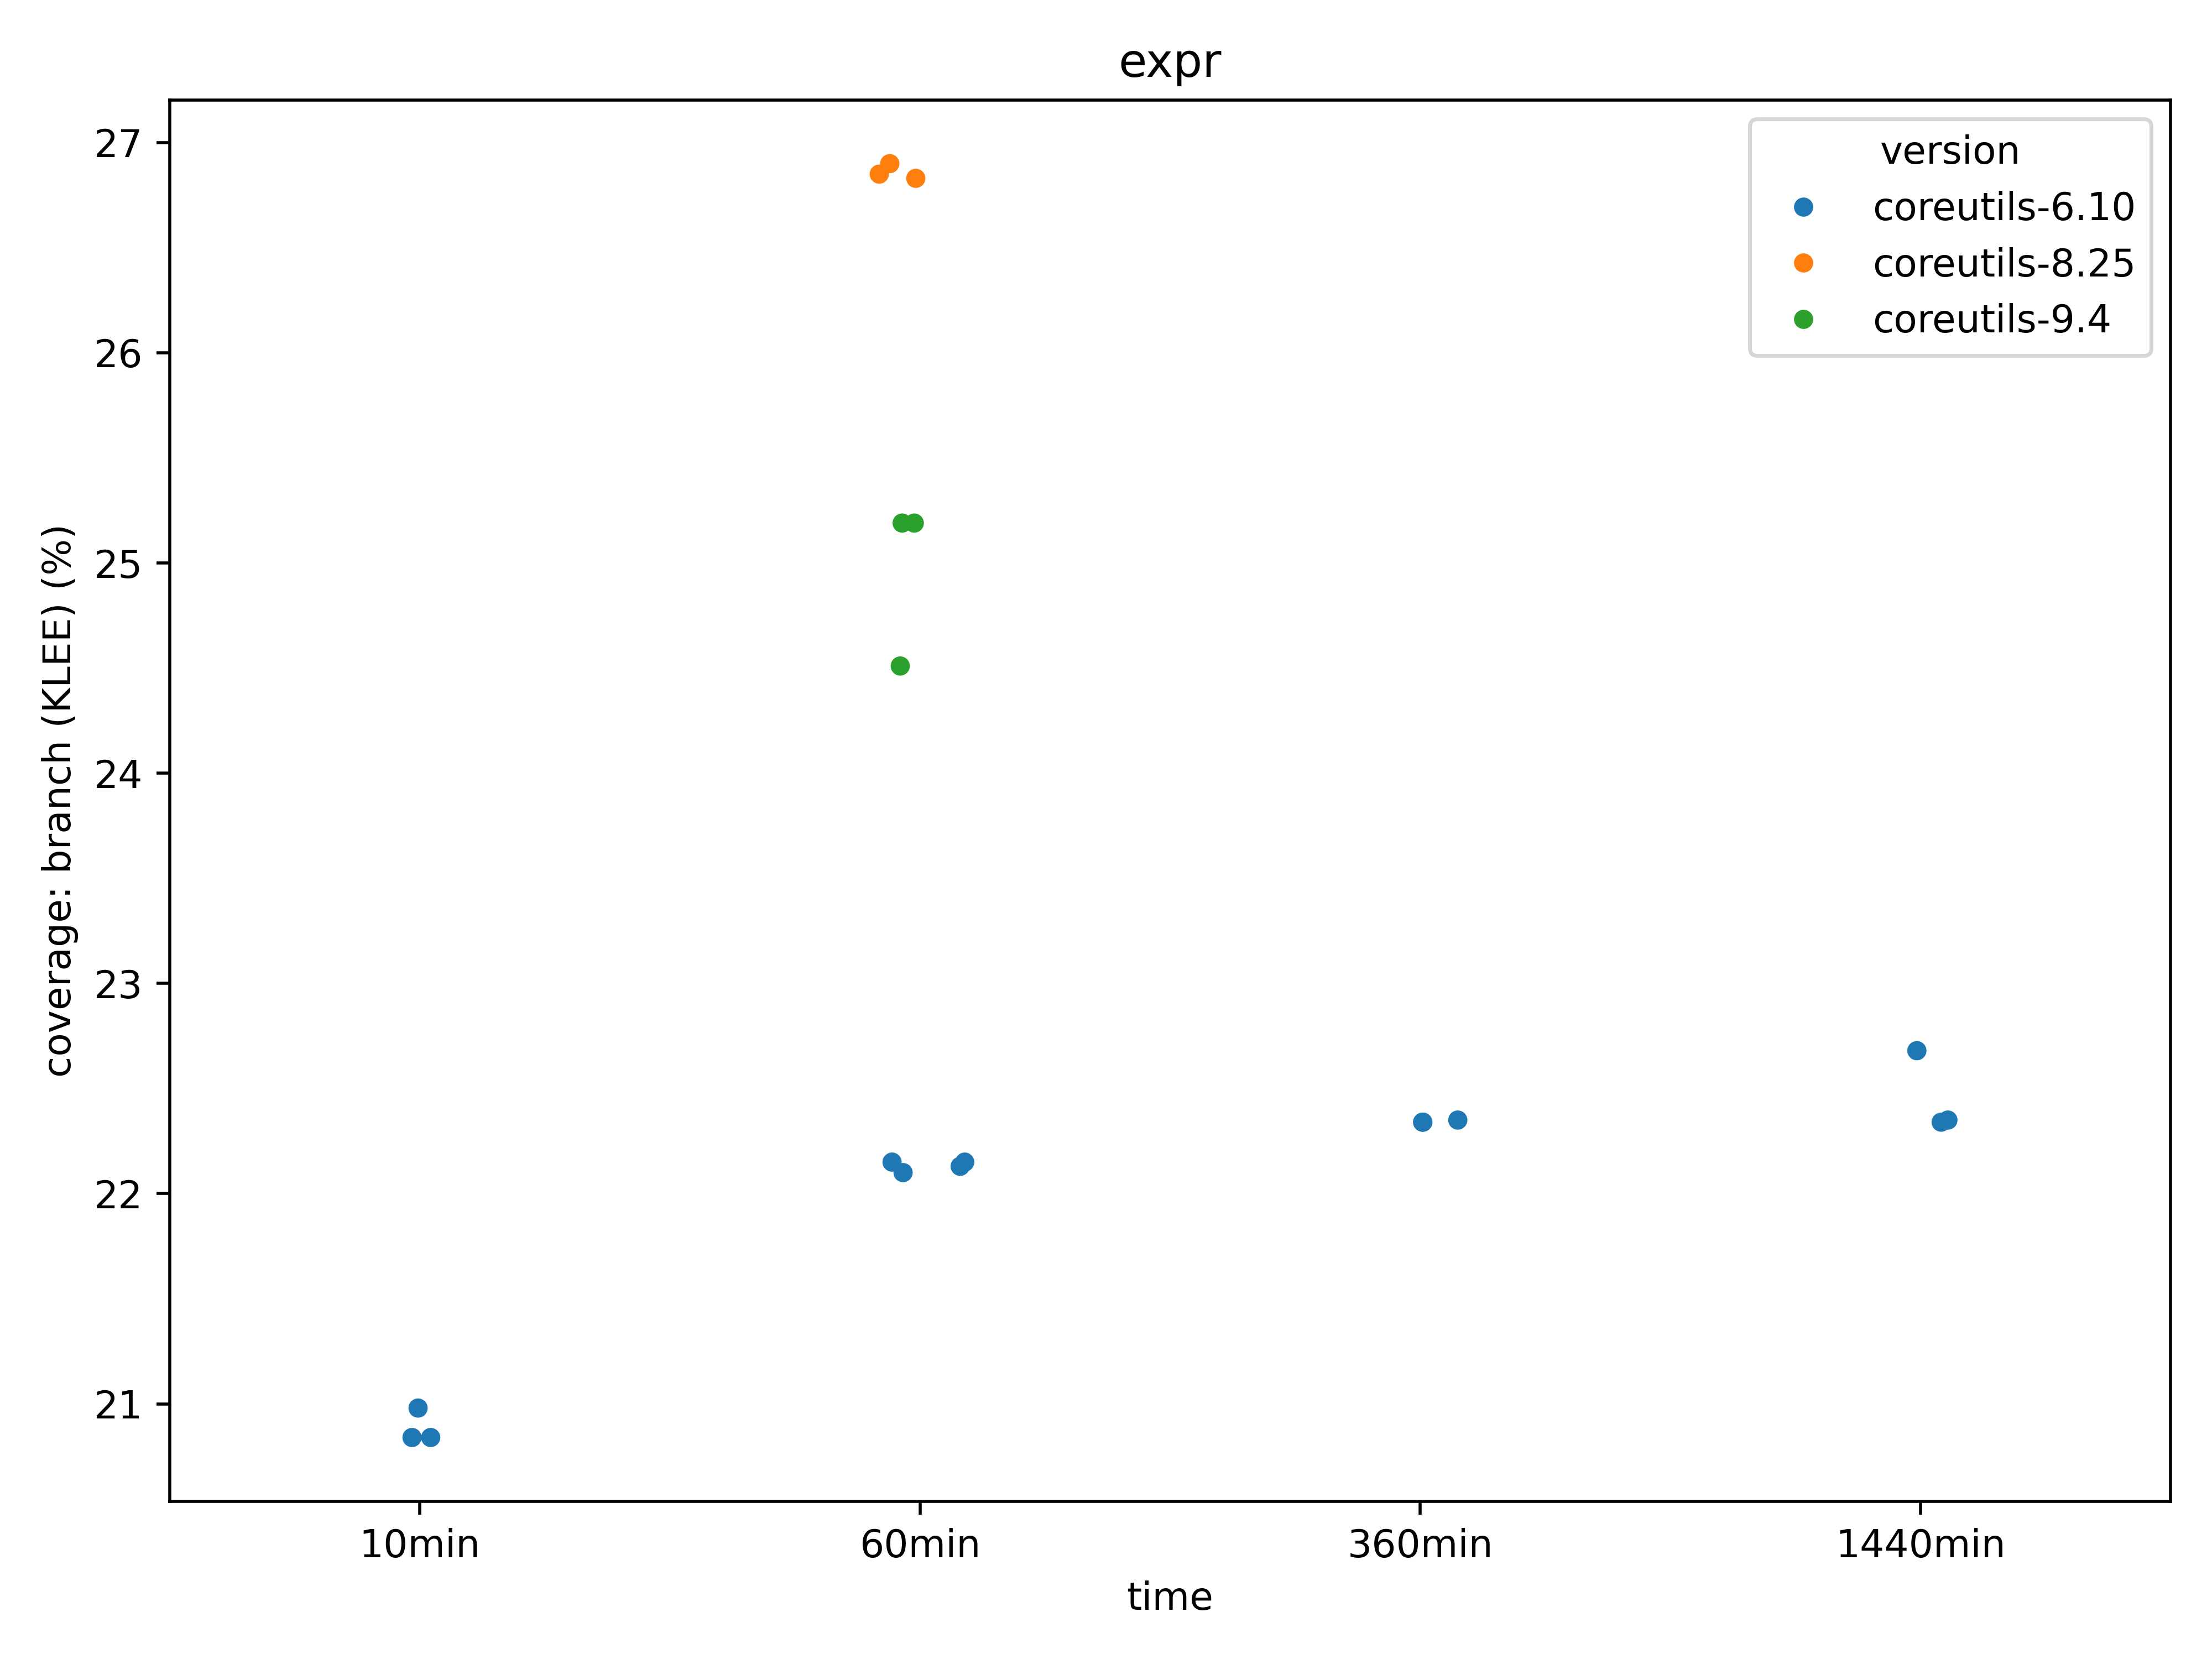 expr
version
coreutils-6.10
coreutils-8.25
coreutils-9.4
coverage: branch (KLEE) (%)
27
26
25
24
23
22
21
10min 60min 360min 1440min
time